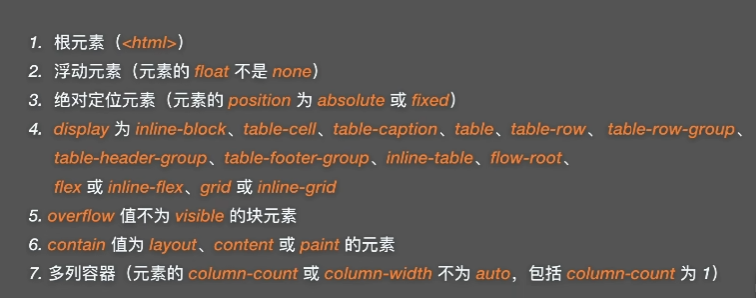 1. 根元素（<html>）
2. 浮动元素（元素的 float 不是 none）
3. 绝对定位元素（元素的 position 为 absolute 或 fixed）
4. display 为 inline-block、table-cell、table-caption、table、table-row、 table-row-group、
table-header-group、table-footer-group、inline-table、flow-root、
flex 或 inline-flex、grid 或 inline-grid
5. overflow 值不为 visible 的块元素
6. contain 值为 layout、content 或 paint 的元素
7. 多列容器（元素的 column-count 或 column-width 不为 auto，包括 column-count 为 1）